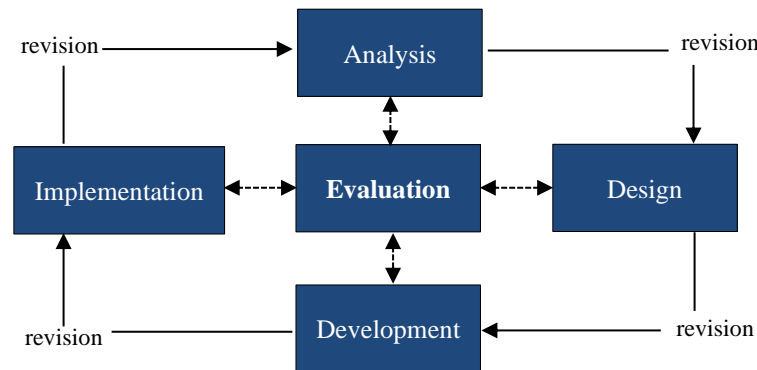 revision
Analysis
revision
Implementation
Evaluation
Design
revision
Development
revision